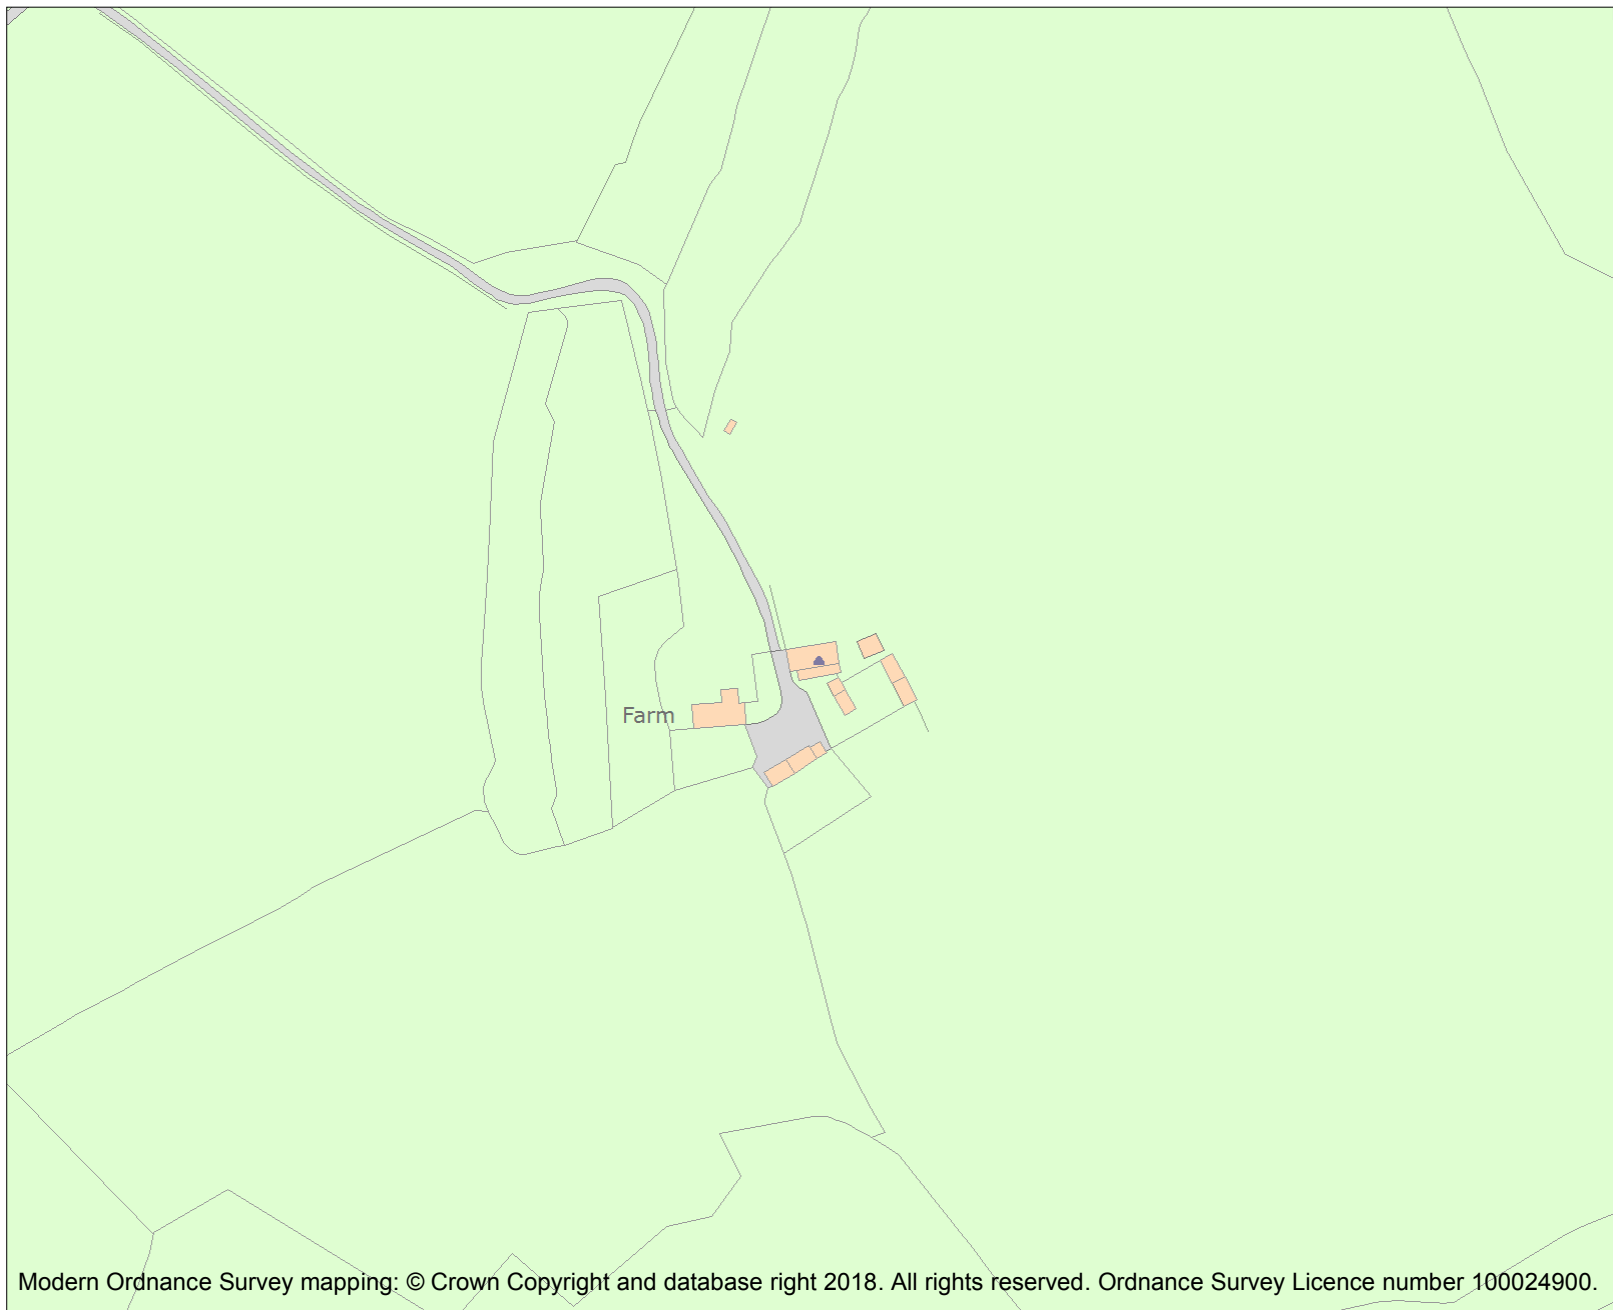 Farm
Modern Ordnance Survey mapping: © Crown Copyright and database right 2018. All rights reserved. Ordnance Survey Licence number 100024900.